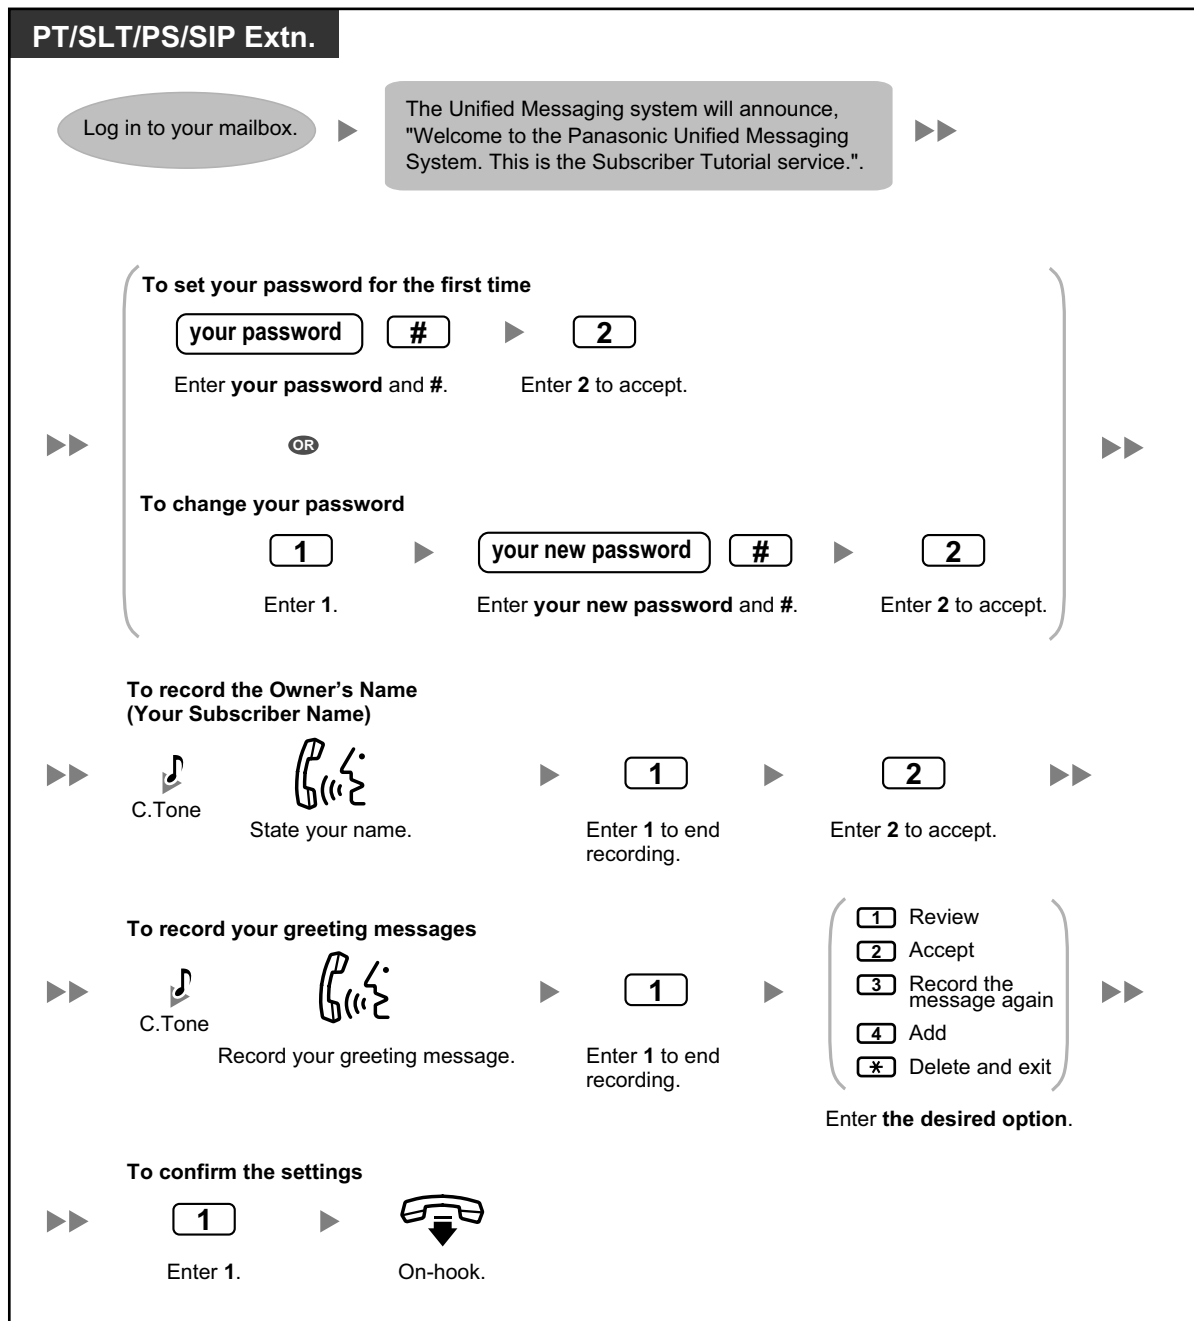 PT/SLT/PS/SIP Extn.
Log in to your mailbox.
The Unified Messaging system will announce,
"Welcome to the Panasonic Unified Messaging
System. This is the Subscriber Tutorial service.".
To set your password for the first time
your password # 2
Enter your password and #. Enter 2 to accept.
OR
To change your password
1 your new password # 2
Enter 1. Enter your new password and #. Enter 2 to accept.
To record the Owner's Name
(Your Subscriber Name)
1 2
C.Tone
State your name. Enter 1 to end Enter 2 to accept.
recording.
To record your greeting messages
1
C.Tone
Record your greeting message. Enter 1 to end
recording.
1 Review
2 Accept
3 Record the
message again
4 Add
* Delete and exit
Enter the desired option.
To confirm the settings
1
Enter 1. On-hook.